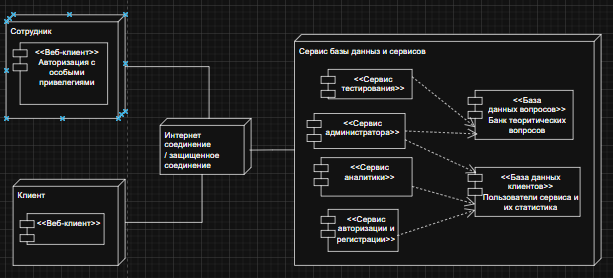 Сотрудник
<<Веб-клиент>>
Авторизация с
особыми
привелегиями
Интернет
соединение
/ защищенное
соединение
Клиент
<<Веб-клиент>>
Сервис базы данных и сервисов
<<Сервис
тестирования>>
<<Сервис
администратора>>
<<Сервис
аналитики>>
<<Сервис
авторизации и
регистрации>>
<<База
данных вопросов>>
Банк теоритических
вопросов
<<База данных
клиентов>>
Пользователи сервиса и
их статистика